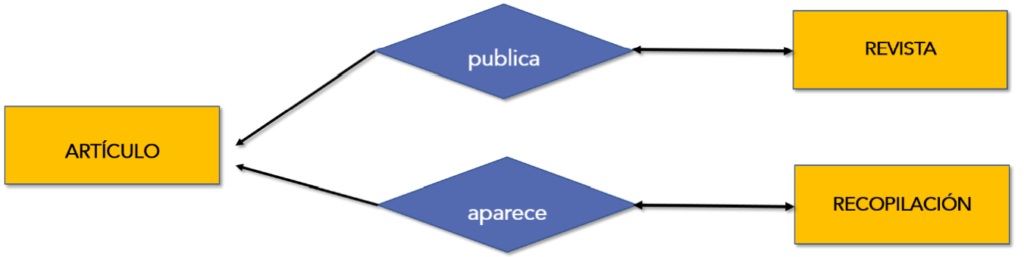 publica
REVISTA
ARTÍCULO
aparece
RECOPILACIÓN